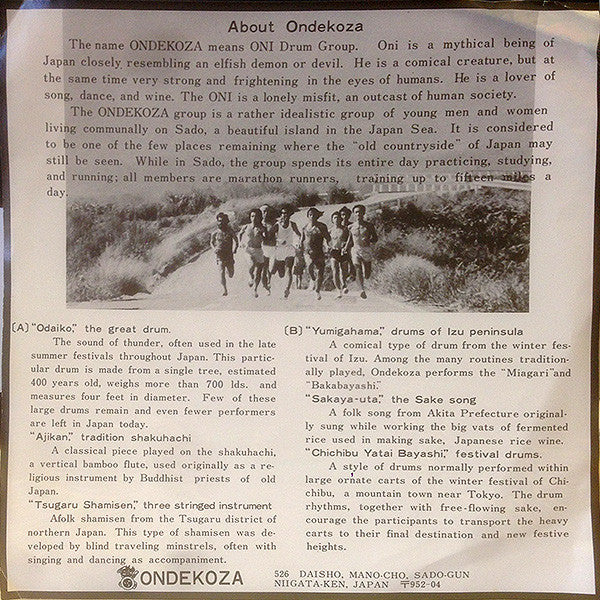 About Ondekoza
The name ONDEKOZA means ONI Drum Group. Oni is a mythical being of
Japan closely resembling an elfish demon or devil. He is a comical creature, but at
the same time very strong and frightening in the eyes of humans. He is a lover of
song, dance, and wine. The ONI is a lonely misfit, an outcast of human society.
The ONDEKOZA group is a rather idealistic group of young men and women
living communally on Sado, a beautiful island in the Japan Sea. It is considered
to be one of the few places remaining where the "old countryside" of Japan may
still be seen. While in Sado, the group spends its entire day practicing, studying,
and running; all members are marathon runners, training up to fifteen miles a
day.
(A) "Odaiko," the great drum.
The sound of thunder, often used in the late
summer festivals throughout Japan. This partic-
ular drum is made from a single tree, estimated
400 years old, weighs more than 700 lds. and
measures four feet in diameter. Few of these
large drums remain and even fewer performers
are left in Japan today.
"Ajikan," tradition shakuhachi
A classical piece played on the shakuhachi,
a vertical bamboo flute, used originally as a re-
ligious instrument by Buddhist priests of old
Japan.
"Tsugaru Shamisen," three stringed instrument
Afolk shamisen from the Tsugaru district of
northern Japan. This type of shamisen was de-
veloped by blind traveling minstrels, often with
singing and dancing as accompaniment.
(B) "Yumigahama," drums of Izu peninsula
A comical type of drum from the winter fes-
tival of Izu. Among the many routines tradition-
ally played, Ondekoza performs the "Miagari"and
"Bakabayashi."
"Sakaya-uta," the Sake song
A folk song from Akita Prefecture original-
ly sung while working the big vats of fermented
rice used in making sake, Japanese rice wine.
"Chichibu Yatai Bayashi," festival drums.
A style of drums normally performed within
large ornate carts of the winter festival of Chi-
chibu, a mountain town near Tokyo. The drum
rhythms, together with free-flowing sake, en-
courage the participants to transport the heavy
carts to their final destination and new festive
heights.
ONDEKOZA
526 DAISHO, MANO-CHO, SADO-GUN
NIIGATA-KEN, JAPAN 〒952-04